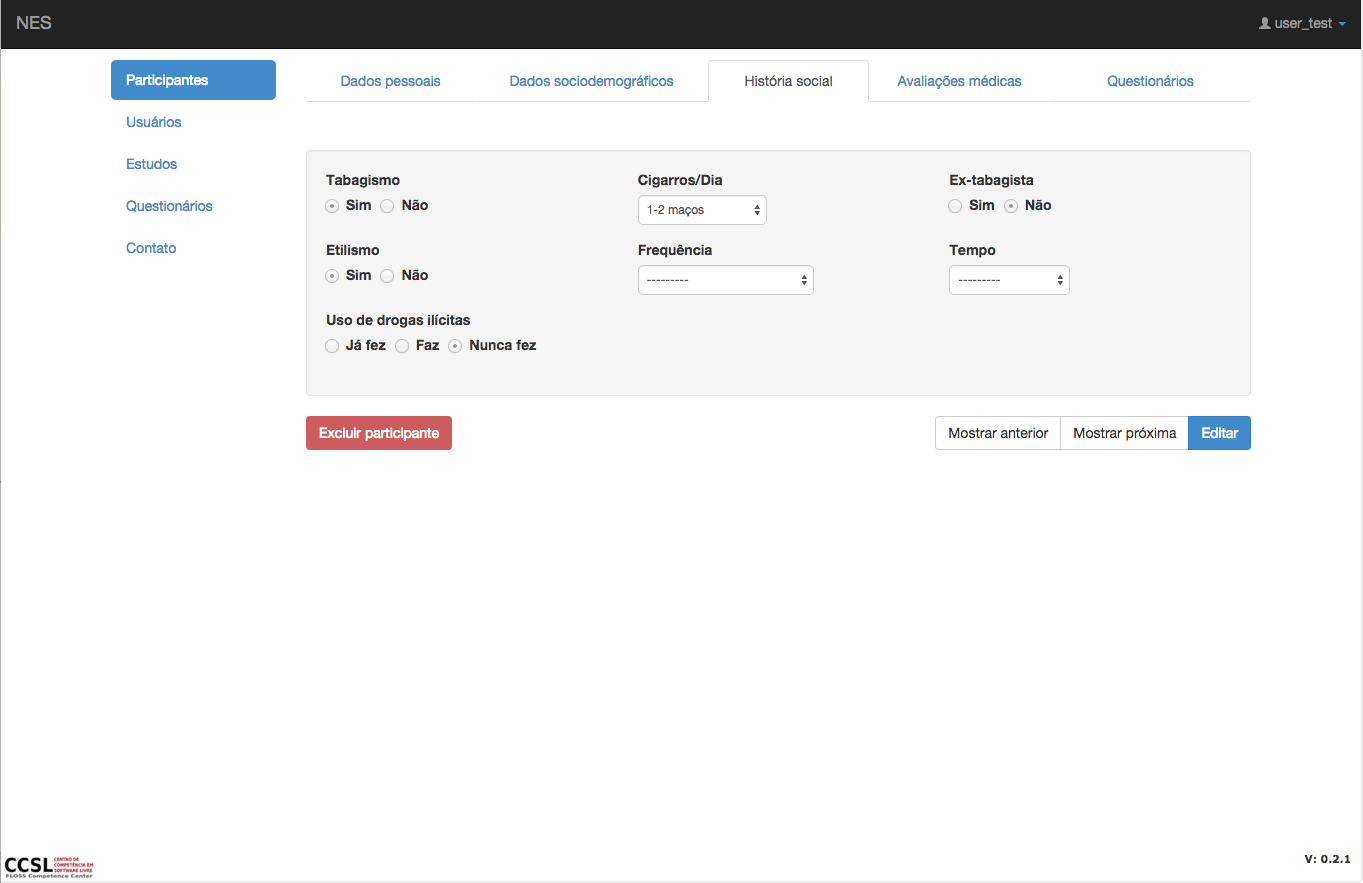 NES
user_test
Participantes
Usuários
Estudos
Questionários
Contato
Dados pessoais
Dados sociodemográficos
História social
Avaliações médicas
Questionários
Tabagismo
Sim Não
Cigarros/Dia
1-2 maços
Ex-tabagista
Sim Não
Etilismo
Sim Não
Frequência
---------
Tempo
---------
Uso de drogas ilícitas
Já fez Faz Nunca fez
Excluir participante
Mostrar anterior
Mostrar próxima
Editar
CCSL
CENTRO DE
COMPETÊNCIA EM
SOFTWARE LIVRE
FLOSS Competence Center
V: 0.2.1